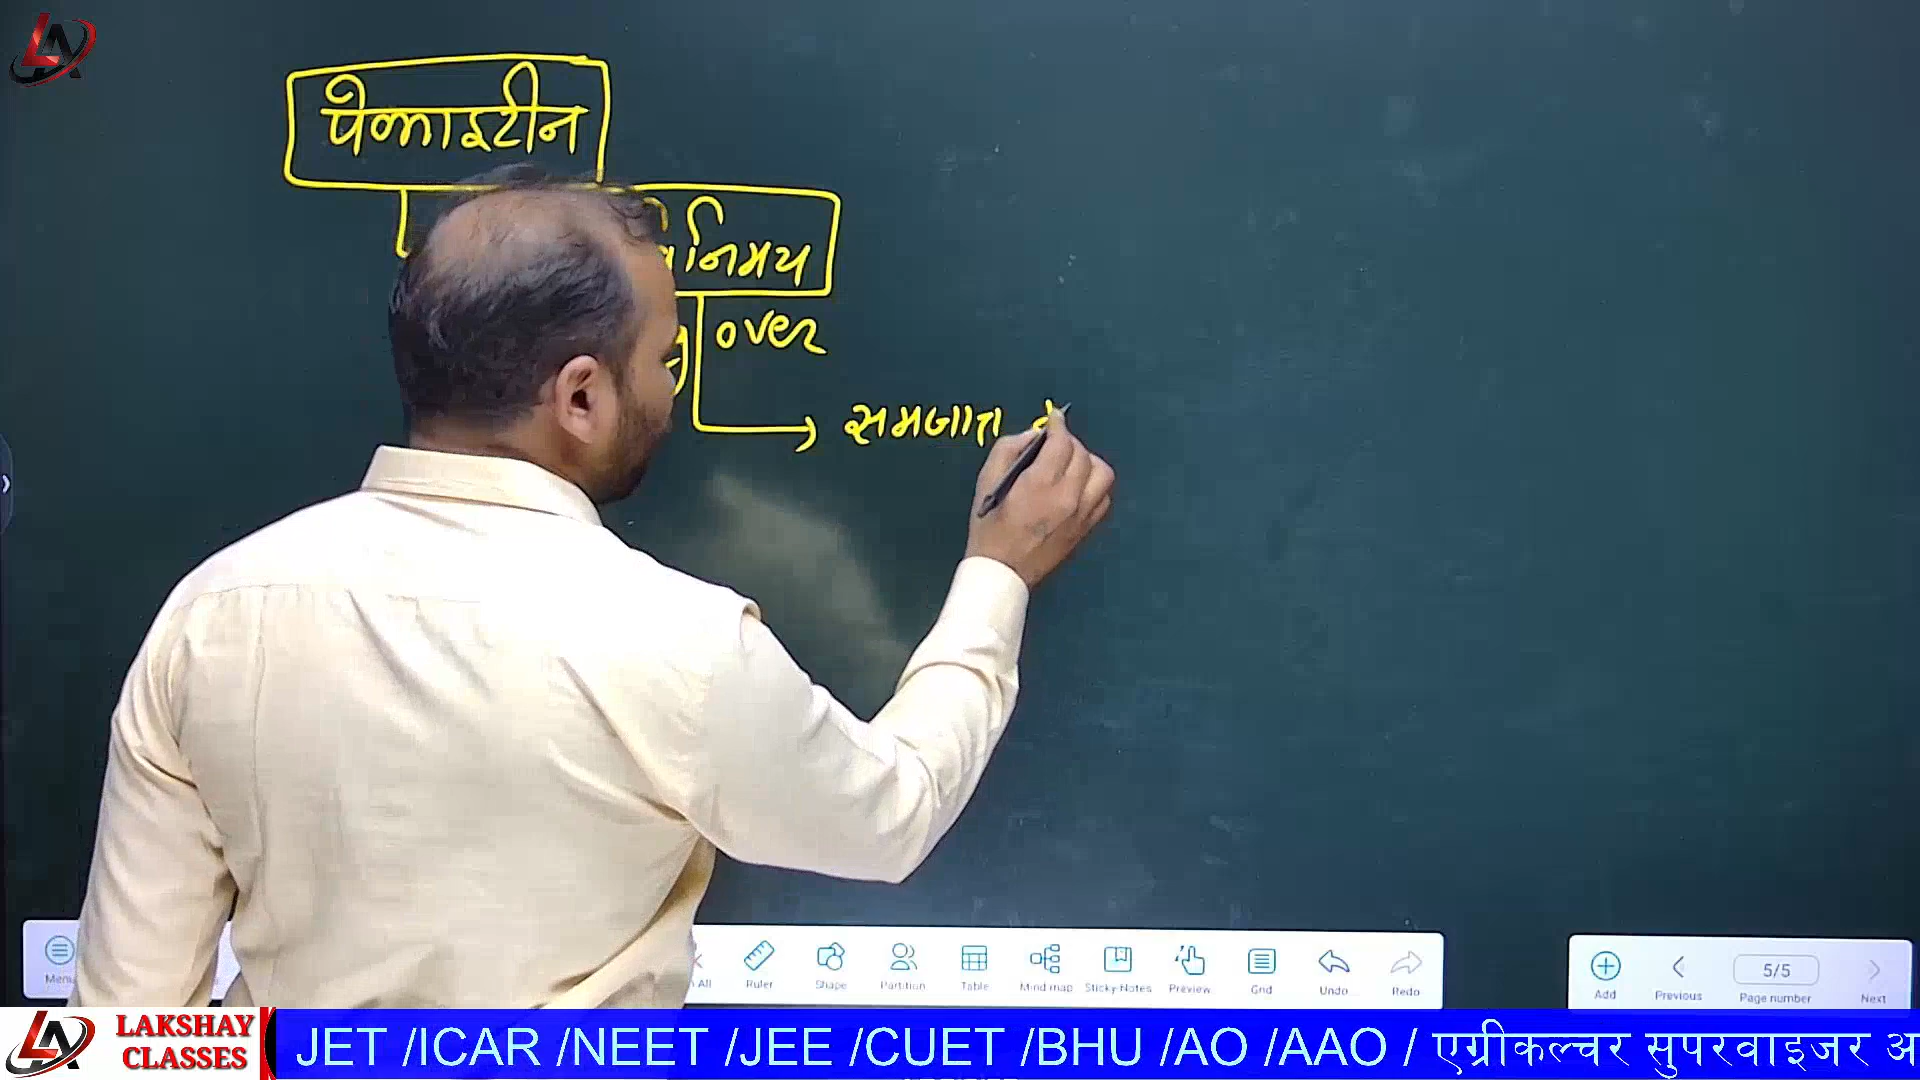 पेकाइटीन
विनिमय
over
समजात
Ruler
Shape
Partition
Table
Mind map
Sticky Notes
Preview
Grid
Undo
Redo
Add
Previous
5/5
Page number
Next
Menu
LAKSHAY
CLASSES
JET /ICAR /NEET /JEE /CUET /BHU /AO /AAO / एग्रीकल्चर सुपरवाइजर अ